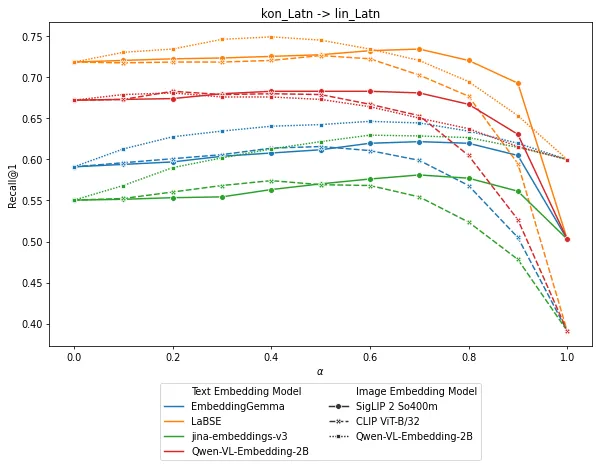 kon_Latn -> lin_Latn
0.75
0.70
0.65
0.60
0.55
0.50
0.45
0.40
Recall@1
0.0 0.2 0.4 0.6 0.8 1.0
α
Text Embedding Model
EmbeddingGemma
LaBSE
jina-embeddings-v3
Qwen-VL-Embedding-2B
Image Embedding Model
SigLIP 2 So400m
CLIP ViT-B/32
Qwen-VL-Embedding-2B